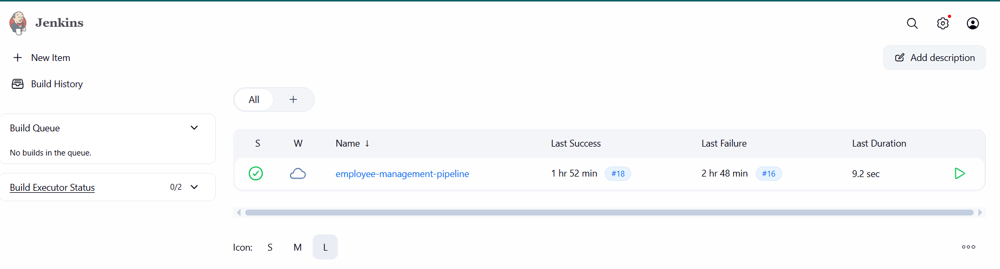 Jenkins
New Item
Add description
Build History
All
Build Queue
No builds in the queue.
Build Executor Status 0/2
S W Name ↓ Last Success Last Failure Last Duration
employee-management-pipeline 1 hr 52 min #18 2 hr 48 min #16 9.2 sec
Icon: S M L